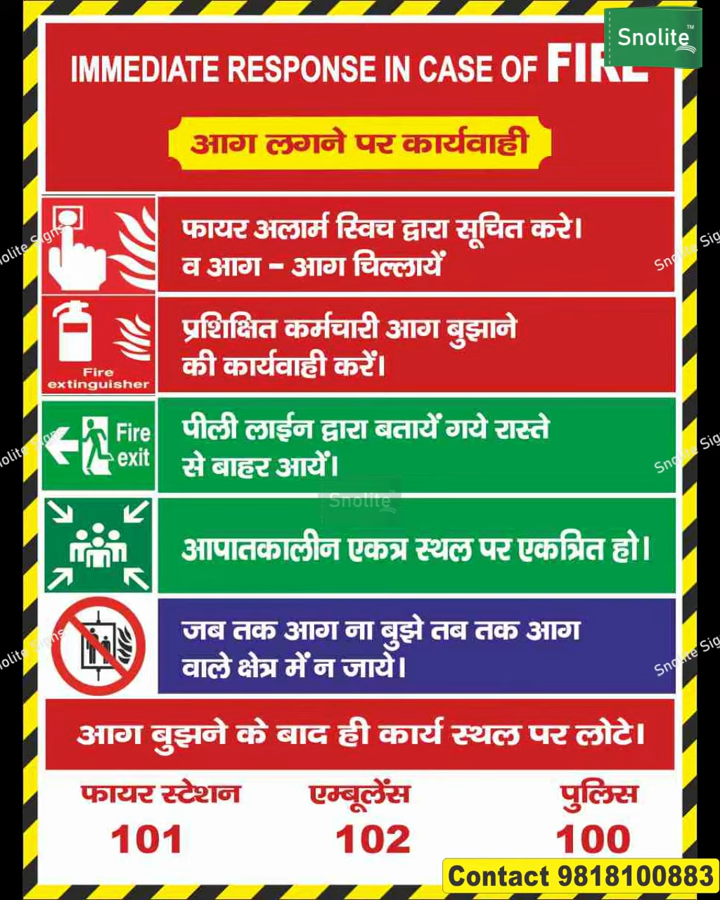 Snolite™
IMMEDIATE RESPONSE IN CASE OF FIRE
आग लगने पर कार्यवाही
फायर अलार्म स्विच द्वारा सूचित करे।
व आग - आग चिल्लायें
Fire
extinguisher
प्रशिक्षित कर्मचारी आग बुझाने
की कार्यवाही करें।
Fire
exit
पीली लाईन द्वारा बतायें गये रास्ते
से बाहर आयें।
Snolite
आपातकालीन एकत्र स्थल पर एकत्रित हो।
जब तक आग ना बुझे तब तक आग
वाले क्षेत्र में न जाये।
आग बुझने के बाद ही कार्य स्थल पर लोटे।
फायर स्टेशन एम्बूलेंस पुलिस
101 102 100
Contact 9818100883